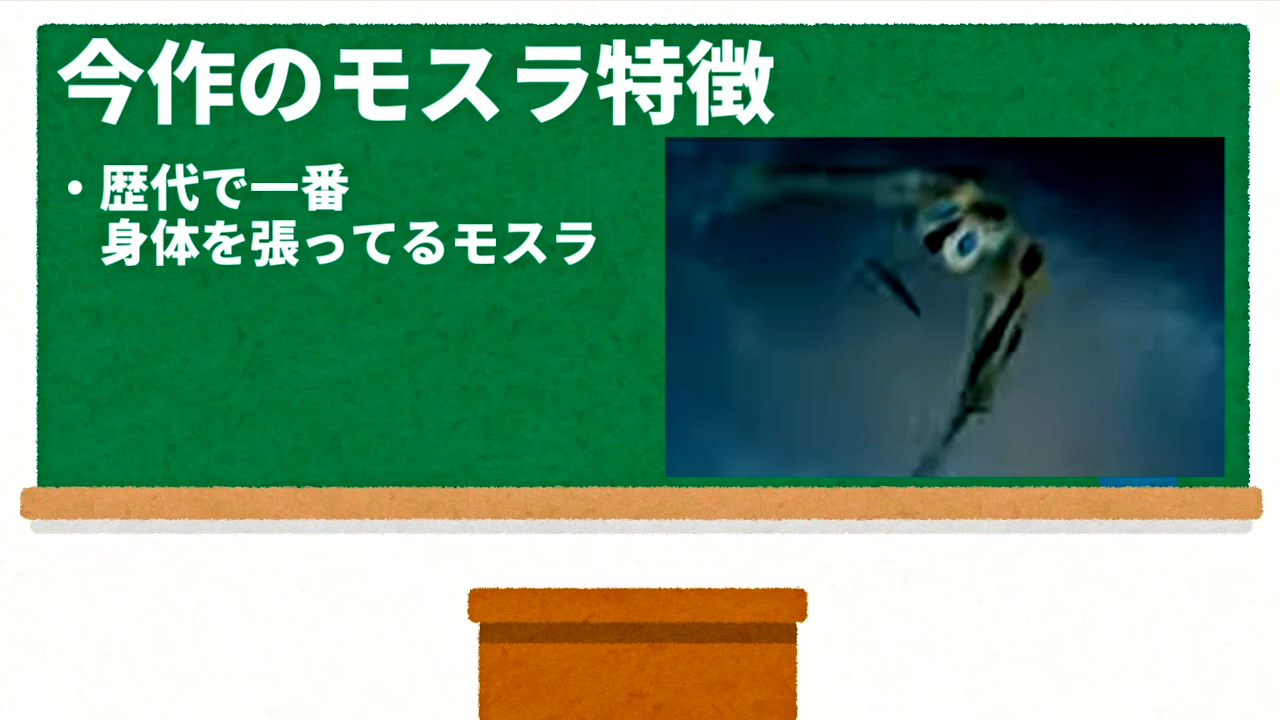 今作のモスラ特徴
・歴代で一番
身体を張ってるモスラ